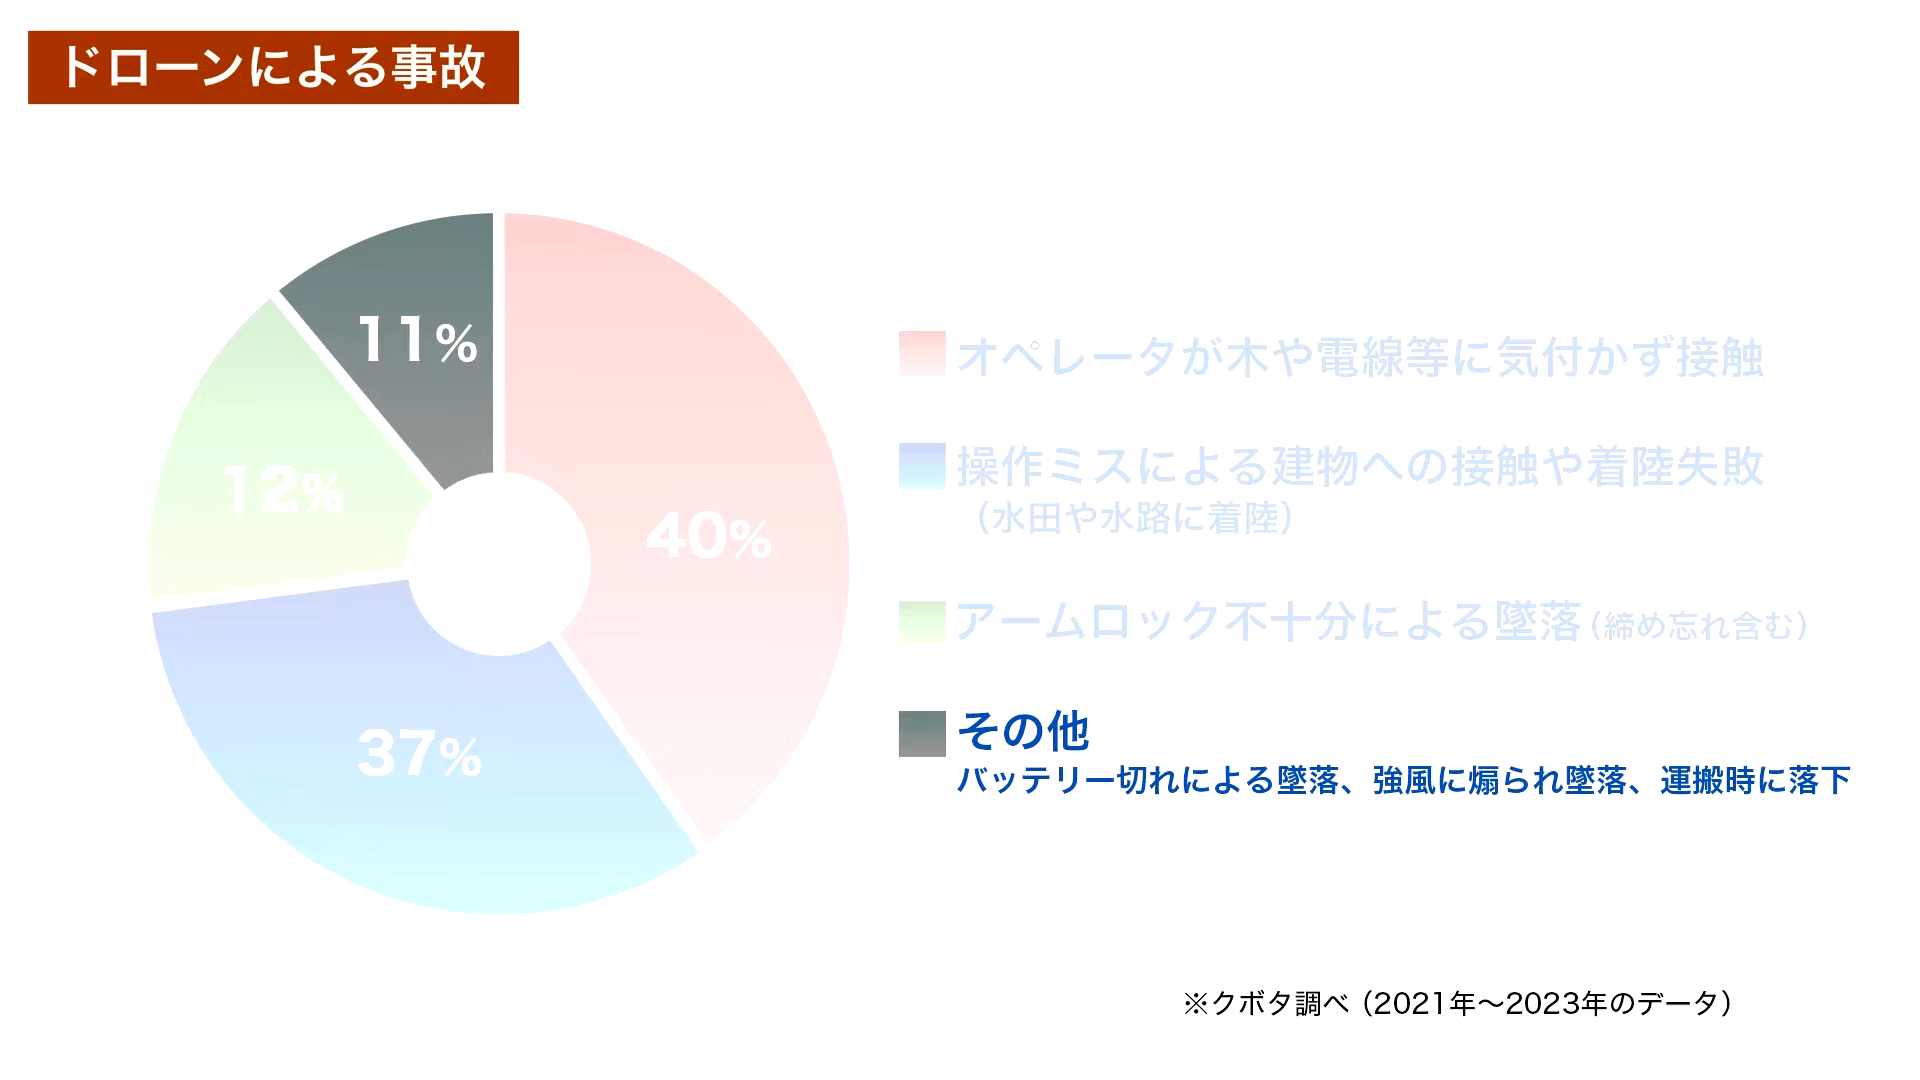 ドローンによる事故
11%
12%
40%
37%
オペレータが木や電線等に気付かず接触
操作ミスによる建物への接触や着陸失敗
（水田や水路に着陸）
アームロック不十分による墜落（締め忘れ含む）
その他
バッテリー切れによる墜落、強風に煽られ墜落、運搬時に落下
※クボタ調べ（2021年～2023年のデータ）